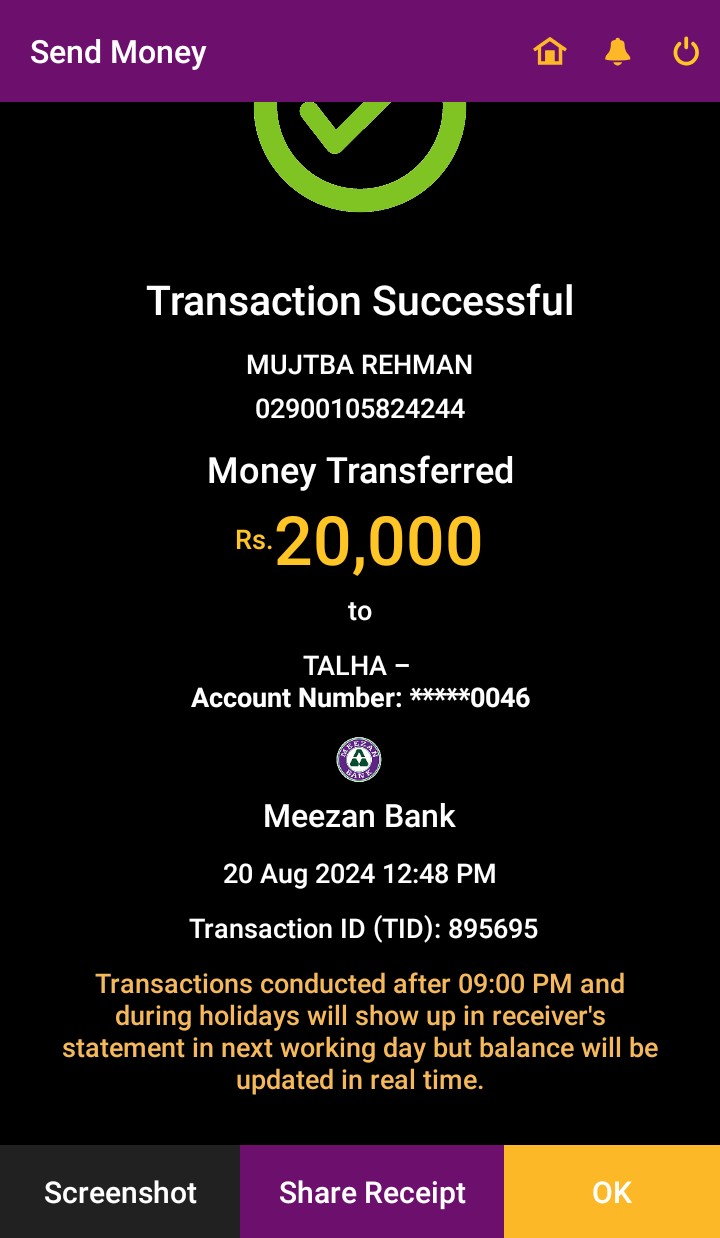 Send Money
Transaction Successful
MUJTBA REHMAN
02900105824244
Money Transferred
Rs.20,000
to
TALHA –
Account Number: *****0046
MEEZAN
BANK
Meezan Bank
20 Aug 2024 12:48 PM
Transaction ID (TID): 895695
Transactions conducted after 09:00 PM and
during holidays will show up in receiver's
statement in next working day but balance will be
updated in real time.
Screenshot
Share Receipt
OK